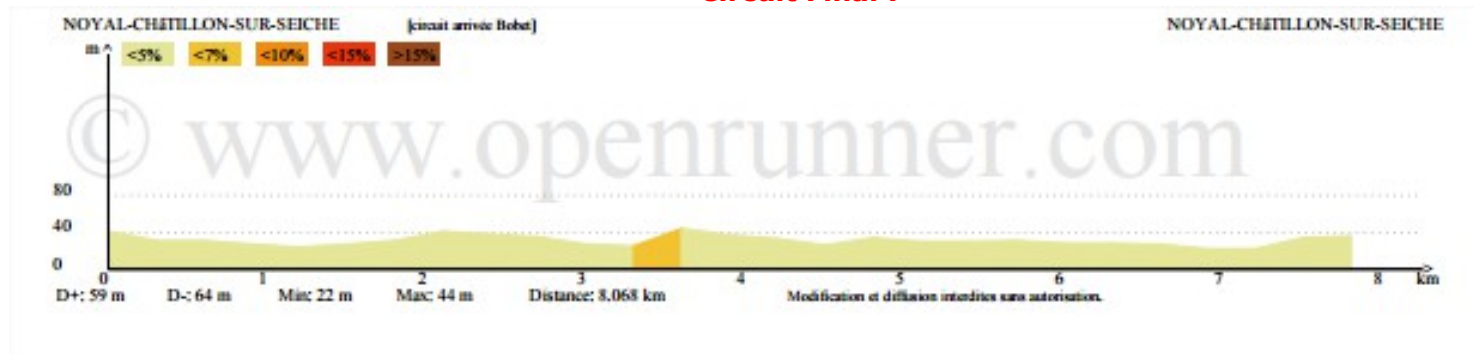 NOYAL-CHÂTILLON-SUR-SEICHE [circuit arrivée Bobet] NOYAL-CHÂTILLON-SUR-SEICHE
m ^ <5% <7% <10% <15% >15%
© www.openrunner.com
80
40
0
0 1 2 3 4 5 6 7 8 km
D+: 59 m D-: 64 m Min: 22 m Max: 44 m Distance: 8.068 km Modification et diffusion interdites sans autorisation.